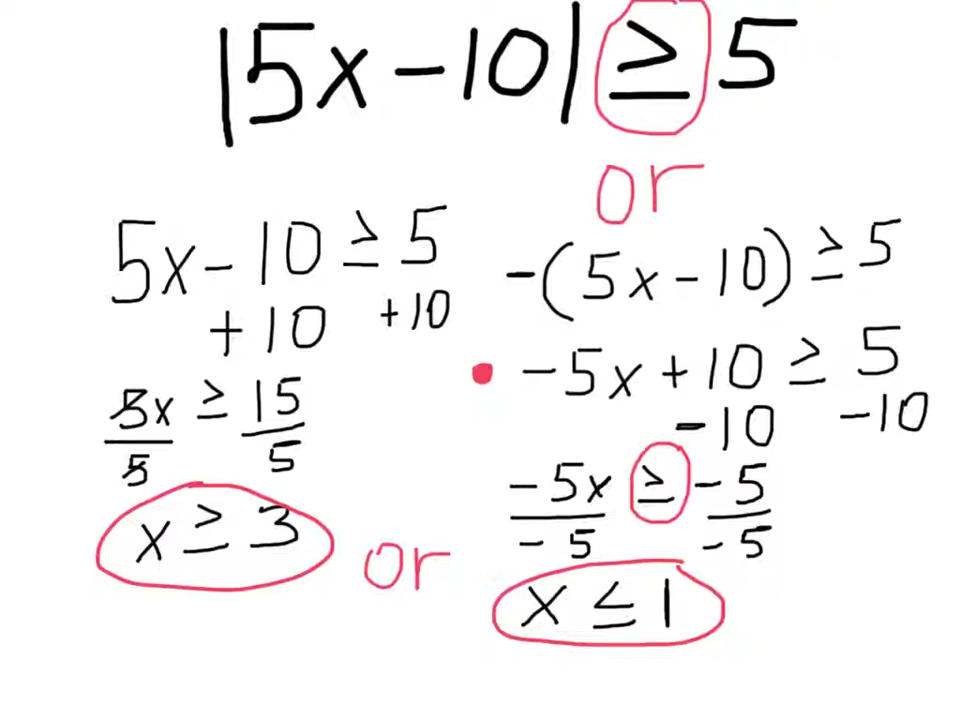 |5x-10| ≥ 5
or
5x-10 ≥ 5
+10 +10
5x ≥ 15
5 5
x ≥ 3
or
-(5x-10) ≥ 5
-5x+10 ≥ 5
-10 -10
-5x ≥ -5
-5 -5
x ≤ 1